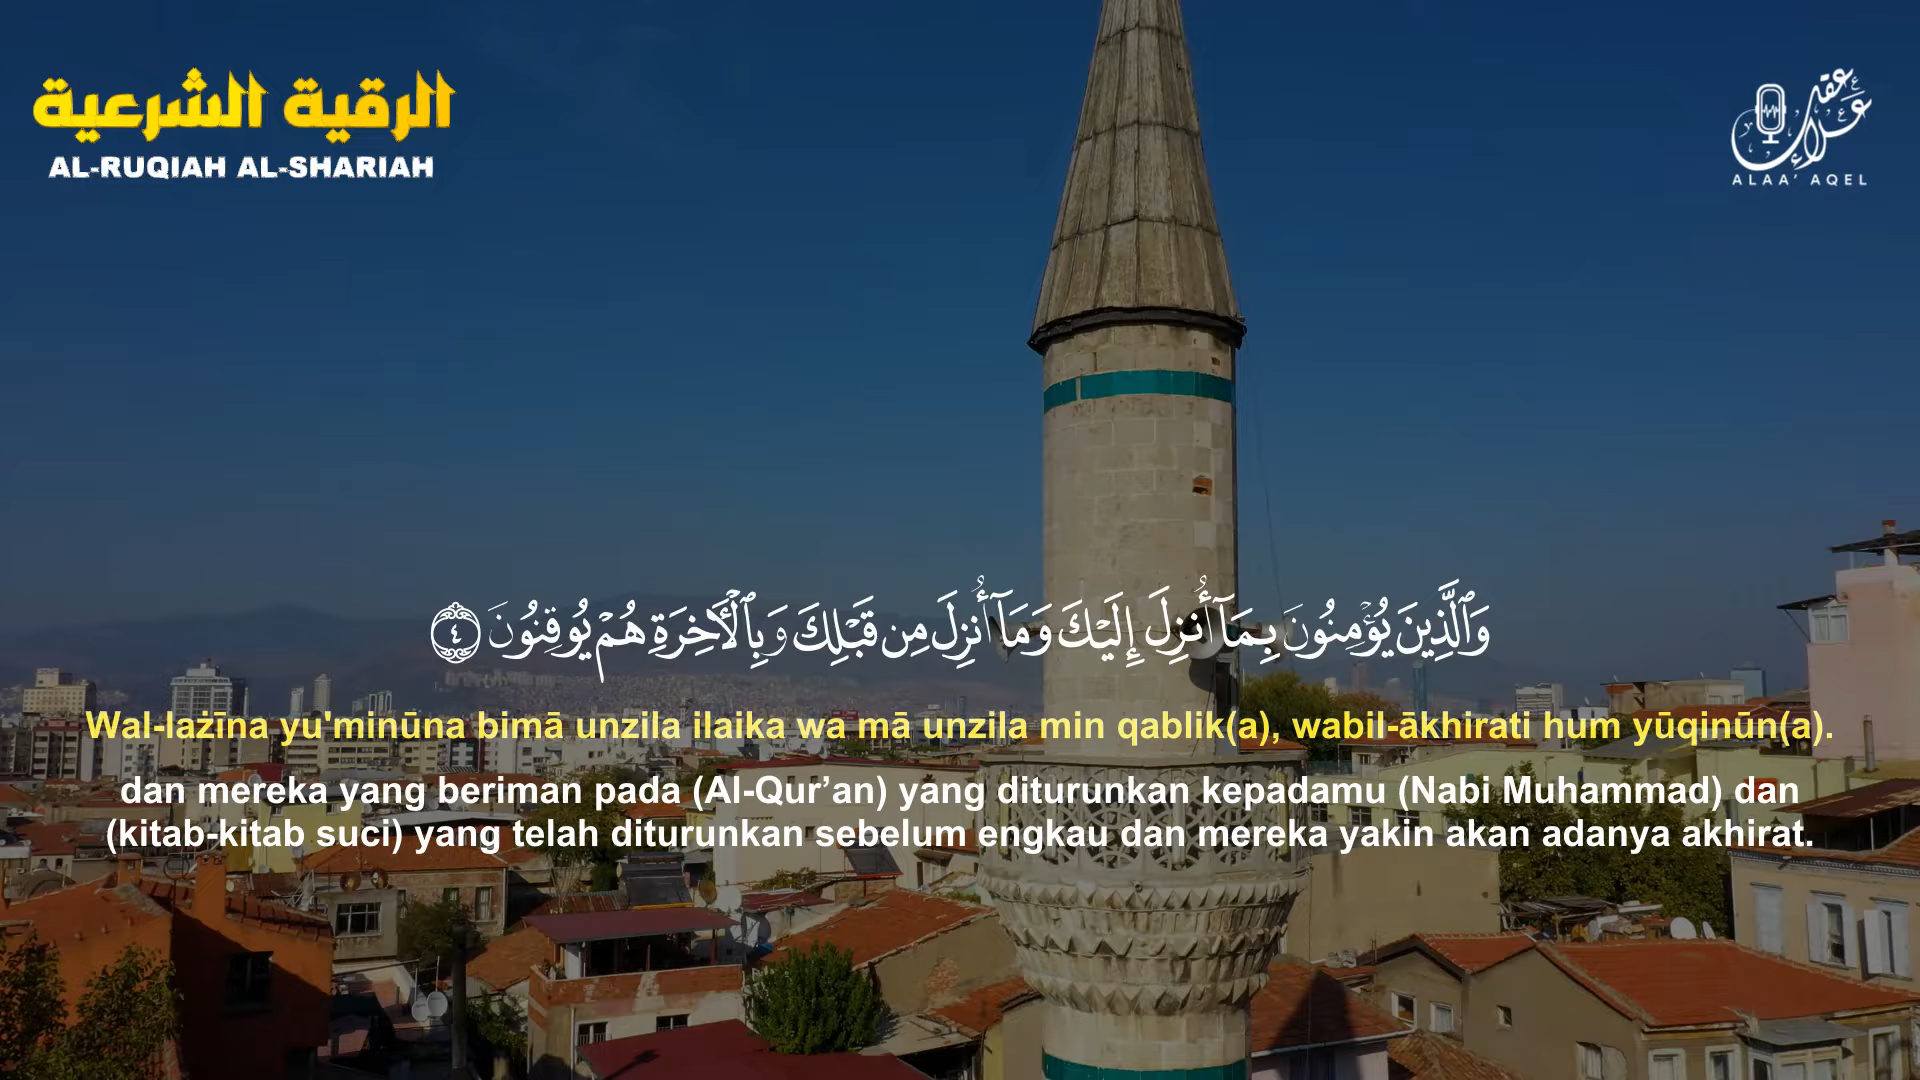 الرقية الشرعية
AL-RUQIAH AL-SHARIAH
علاء عقل
ALAA' AQEL
وَٱلَّذِينَ يُؤْمِنُونَ بِمَآ أُنزِلَ إِلَيْكَ وَمَآ أُنزِلَ مِن قَبْلِكَ وَبِٱلْأَخِرَةِ هُمْ يُوقِنُونَ ٤
Wal-lażīna yu'minūna bimā unzila ilaika wa mā unzila min qablik(a), wabil-ākhirati hum yūqinūn(a).
dan mereka yang beriman pada (Al-Qur’an) yang diturunkan kepadamu (Nabi Muhammad) dan
(kitab-kitab suci) yang telah diturunkan sebelum engkau dan mereka yakin akan adanya akhirat.